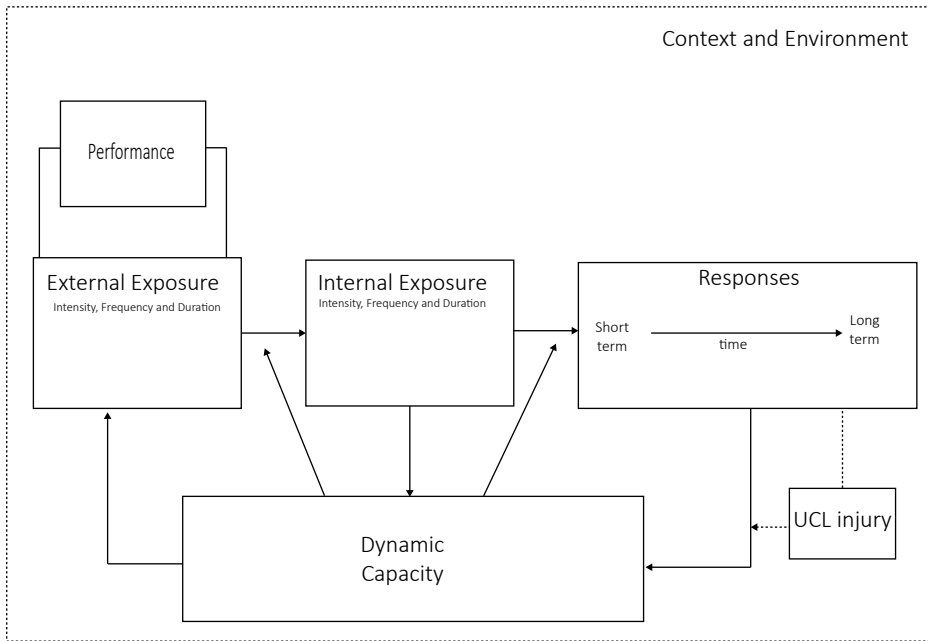 Context and Environment
Performance
External Exposure
Intensity, Frequency and Duration
Internal Exposure
Intensity, Frequency and Duration
Responses
Short
term
time
Long
term
UCL injury
Dynamic
Capacity